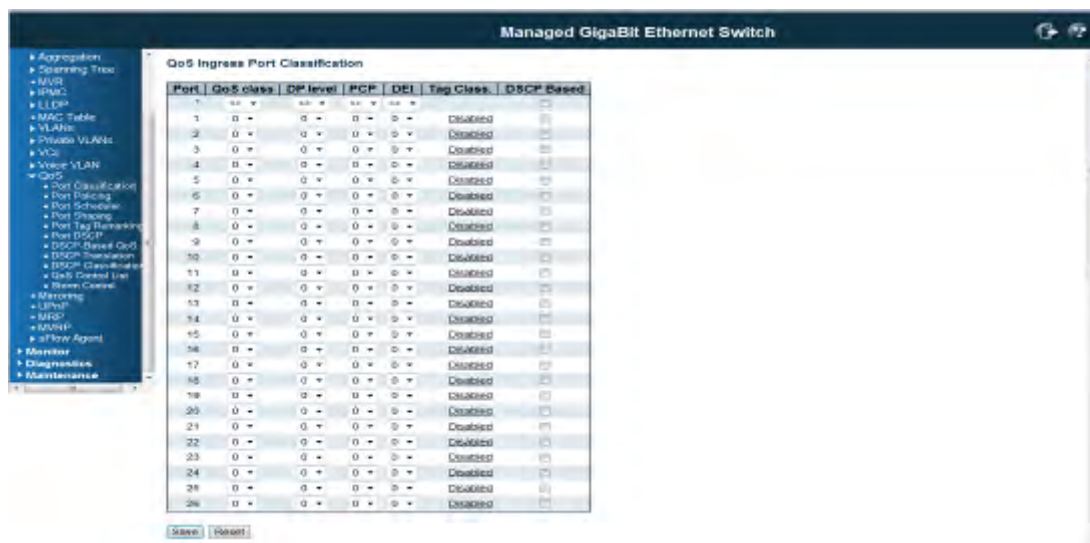 Managed GigaBit Ethernet Switch
Aggregation
Spanning Tree
MVR
IPMC
LLDP
MAC Table
VLANs
Private VLANs
VCL
Voice VLAN
QoS
Port Classification
Port Policing
Port Scheduler
Port Shaping
Port Tag Remarking
Port DSCP
DSCP-Based QoS
DSCP Translation
DSCP Classification
QoS Control List
Storm Control
Mirroring
UPnP
MRP
MVRP
sFlow Agent
Monitor
Diagnostics
Maintenance
QoS Ingress Port Classification
Port QoS class DP level PCP DEI Tag Class. DSCP Based
* <> <> <> <>
1 0 0 0 0 Disabled
2 0 0 0 0 Disabled
3 0 0 0 0 Disabled
4 0 0 0 0 Disabled
5 0 0 0 0 Disabled
6 0 0 0 0 Disabled
7 0 0 0 0 Disabled
8 0 0 0 0 Disabled
9 0 0 0 0 Disabled
10 0 0 0 0 Disabled
11 0 0 0 0 Disabled
12 0 0 0 0 Disabled
13 0 0 0 0 Disabled
14 0 0 0 0 Disabled
15 0 0 0 0 Disabled
16 0 0 0 0 Disabled
17 0 0 0 0 Disabled
18 0 0 0 0 Disabled
19 0 0 0 0 Disabled
20 0 0 0 0 Disabled
21 0 0 0 0 Disabled
22 0 0 0 0 Disabled
23 0 0 0 0 Disabled
24 0 0 0 0 Disabled
25 0 0 0 0 Disabled
26 0 0 0 0 Disabled
Save Reset